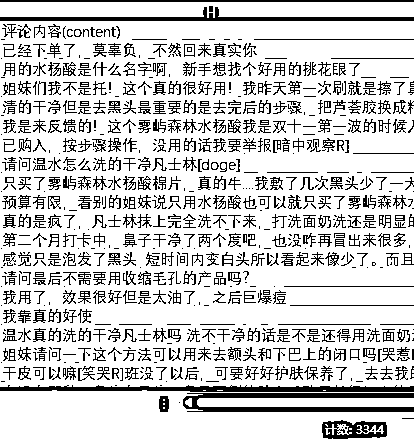 评论内容(content)
已经下单了，莫辜负，不然回来真实你
用的水杨酸是什么名字啊，新手想找个好用的挑花眼了
姐妹们我不是托！这个真的很好用！我昨天第一次刷就是擦了
清的干净但是去黑头最重要的是去完后的步骤，把芦荟胶换成
我是来反馈的！这个雾屿森林水杨酸我是双十一第一波的时候入
已购入，按步骤操作，没用的话我要举报[暗中观察R]
请问温水怎么洗的干净凡士林[doge]
只买了雾屿森林水杨酸棉片，真的牛...我敷了几次黑头少了一大
预算有限，看别的姐妹说只用水杨酸也可以就只买了雾屿森林水
真的是疯了，凡士林抹上完全洗不下来，打洗面奶还是明显的
第二个月打卡中，鼻子干净了两个度吧，也没咋再冒出来很多，
感觉只是泡发了黑头 短时间内变白头所以看起来像少了。而且
请问最后不需要用收缩毛孔的产品吗？
我用了，效果很好但是太油了，之后巨爆痘
我靠真的好使
温水真的洗的干净凡士林吗 洗不干净的话是不是还得用洗面奶
姐妹请问一下这个方法可以用来去额头和下巴上的闭口吗[哭惹
干皮可以嘛[笑哭R]班没了以后，可要好好护肤保养了，去去我的
计数: 3344